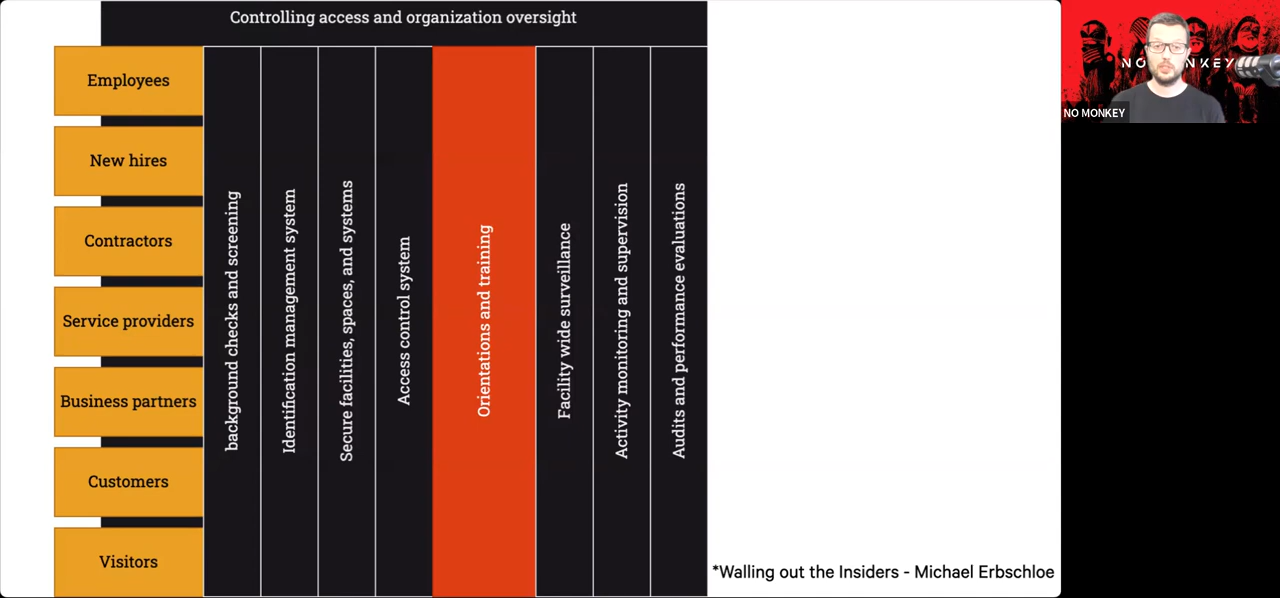 Controlling access and organization oversight
Employees
New hires
Contractors
Service providers
Business partners
Customers
Visitors
background checks and screening
Identification management system
Secure facilities, spaces, and systems
Access control system
Orientations and training
Facility wide surveillance
Activity monitoring and supervision
Audits and performance evaluations
*Walling out the Insiders - Michael Erbschloe
NO MONKEY